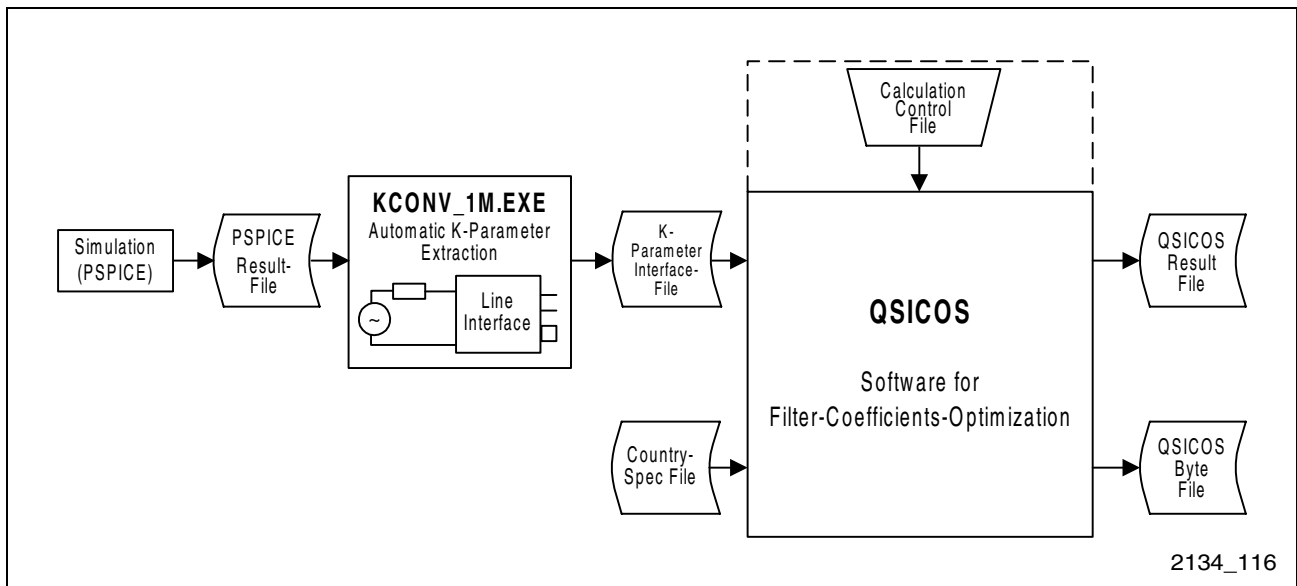 Simulation
(PSPICE)
PSPICE
Result-
File
KCONV_1M.EXE
Automatic K-Parameter
Extraction
~
Line
Interface
K-
Parameter
Interface-
File
Country-
Spec File
Calculation
Control
File
QSICOS
Software for
Filter-Coefficients-Optimization
QSICOS
Result
File
QSICOS
Byte
File
2134_116